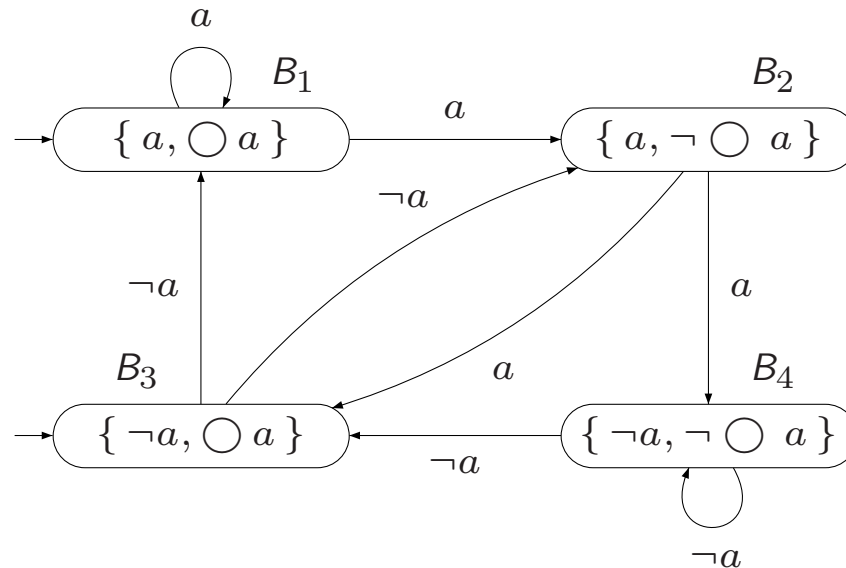 a
B₁ B₂
{ a, ◯ a } a { a, ¬ ◯ a }
¬a
¬a a
B₃ a B₄
{ ¬a, ◯ a } ¬a { ¬a, ¬ ◯ a }
¬a